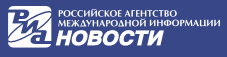 РИА
РОССИЙСКОЕ АГЕНТСТВО
МЕЖДУНАРОДНОЙ ИНФОРМАЦИИ
НОВОСТИ